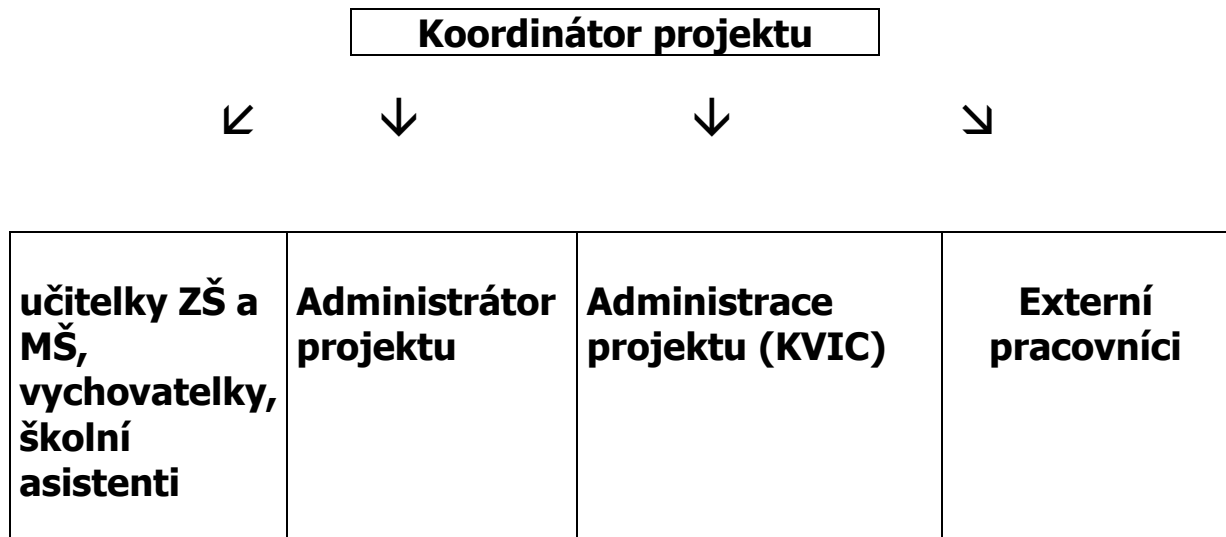 Koordinátor projektu
učitelky ZŠ a
MŠ,
vychovatelky,
školní
asistenti
Administrátor
projektu
Administrace
projektu (KVIC)
Externí
pracovníci